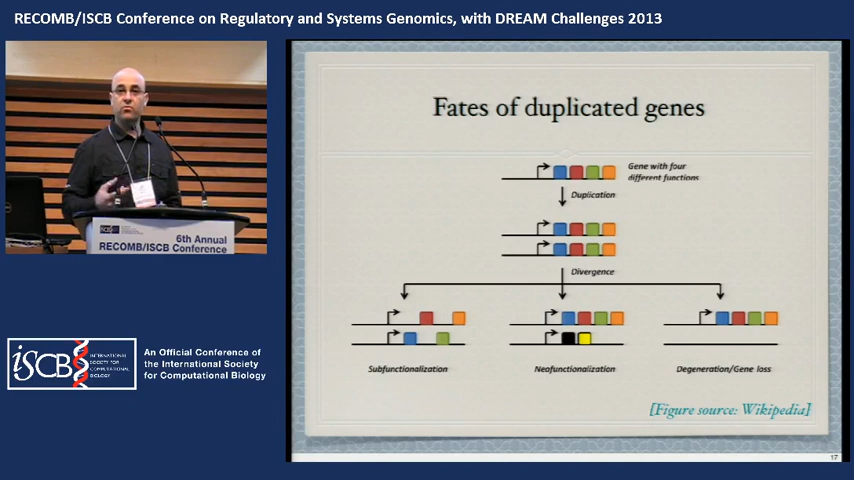 RECOMB/ISCB Conference on Regulatory and Systems Genomics, with DREAM Challenges 2013
6th Annual
RECOMB/ISCB Conference
iSCB
INTERNATIONAL
SOCIETY FOR
COMPUTATIONAL
BIOLOGY
An Official Conference of
the International Society
for Computational Biology
Fates of duplicated genes
Gene with four
different functions
Duplication
Divergence
Subfunctionalization
Neofunctionalization
Degeneration/Gene loss
[Figure source: Wikipedia]
17